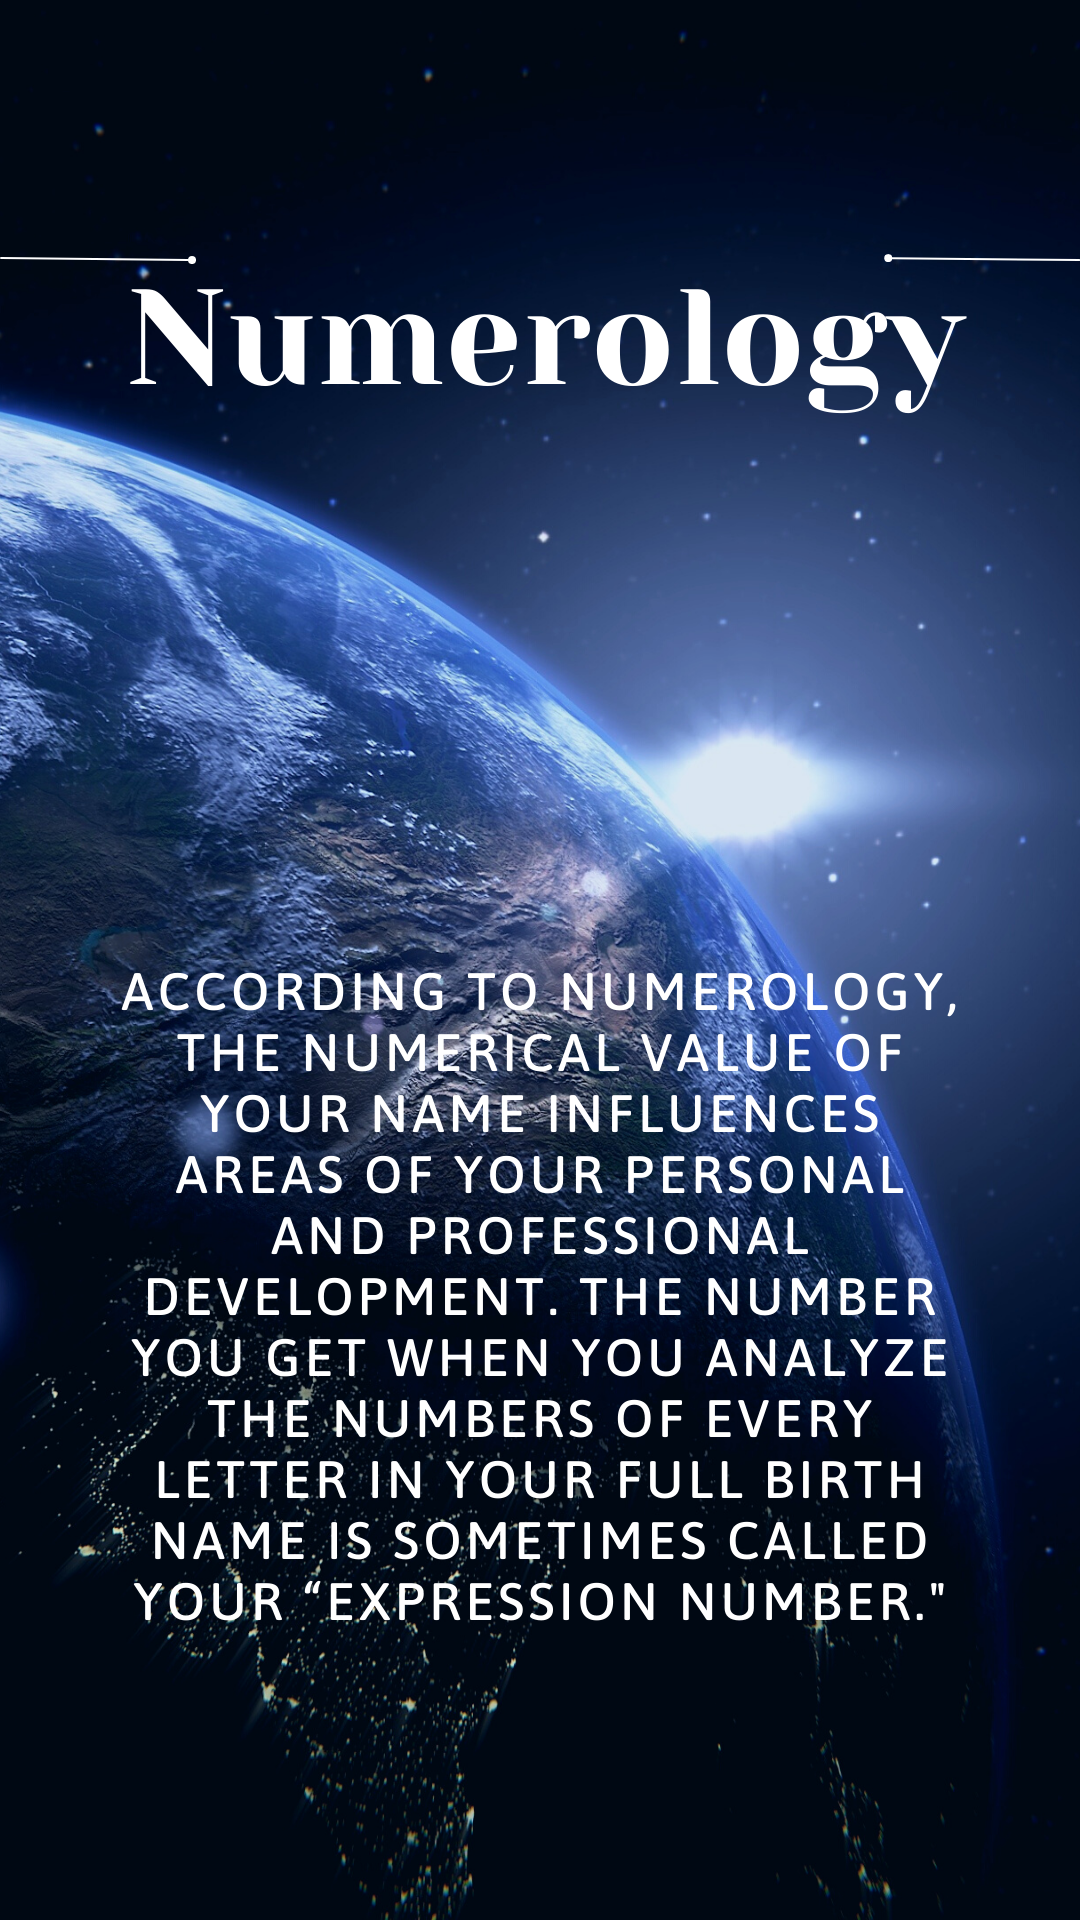 Numerology
ACCORDING TO NUMEROLOGY,
THE NUMERICAL VALUE OF
YOUR NAME INFLUENCES
AREAS OF YOUR PERSONAL
AND PROFESSIONAL
DEVELOPMENT. THE NUMBER
YOU GET WHEN YOU ANALYZE
THE NUMBERS OF EVERY
LETTER IN YOUR FULL BIRTH
NAME IS SOMETIMES CALLED
YOUR “EXPRESSION NUMBER."